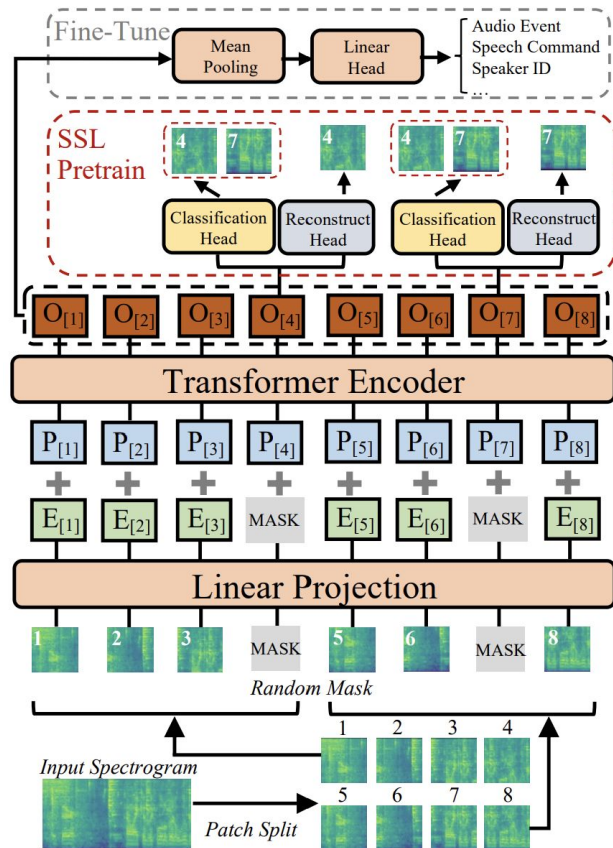 Fine-Tune
Mean
Pooling
Linear
Head
Audio Event
Speech Command
Speaker ID
...
SSL
Pretrain
4 7 4 4 7 7
Classification
Head
Reconstruct
Head
Classification
Head
Reconstruct
Head
O[1] O[2] O[3] O[4] O[5] O[6] O[7] O[8]
Transformer Encoder
P[1] P[2] P[3] P[4] P[5] P[6] P[7] P[8]
+ + + + + + + +
E[1] E[2] E[3] MASK E[5] E[6] MASK E[8]
Linear Projection
1 2 3 MASK 5 6 MASK 8
Random Mask
1 2 3 4
Input Spectrogram
5 6 7 8
Patch Split